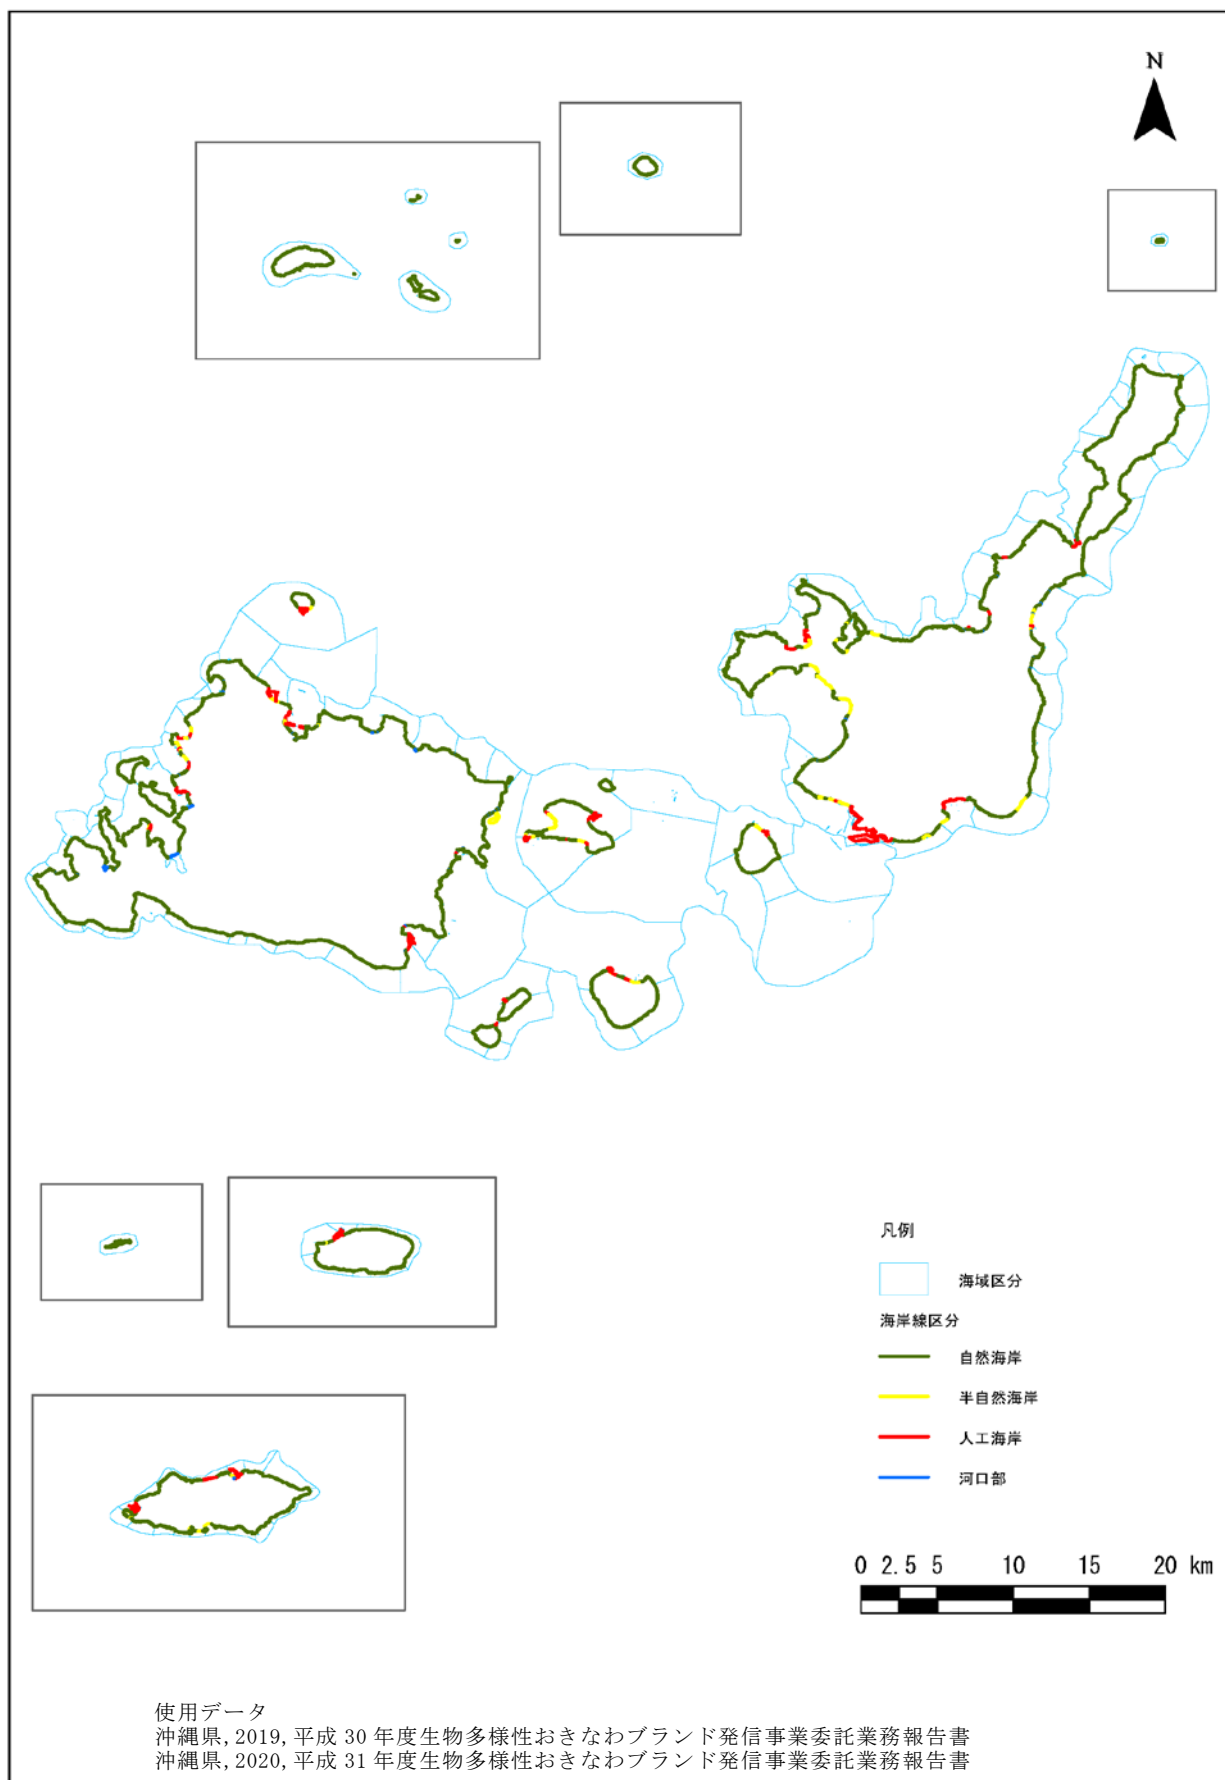 N
凡例
海域区分
海岸線区分
自然海岸
半自然海岸
人工海岸
河口部
0 2.5 5 10 15 20 km
使用データ
沖縄県,2019,平成 30 年度生物多様性おきなわブランド発信事業委託業務報告書
沖縄県,2020,平成 31 年度生物多様性おきなわブランド発信事業委託業務報告書